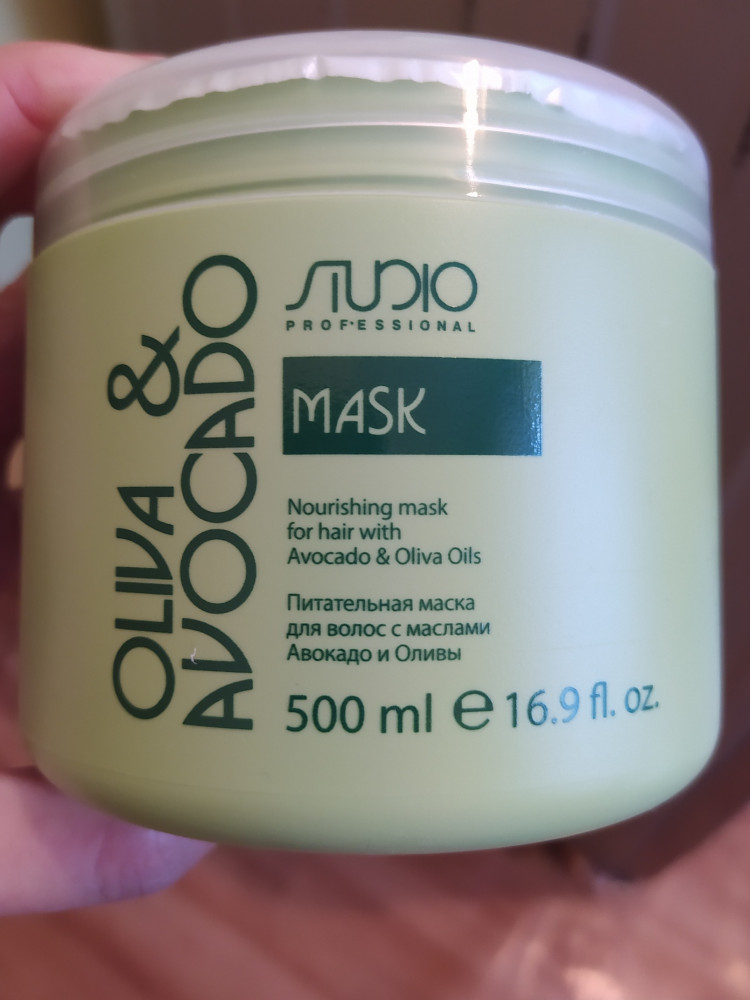 OLIVA &
AVOCADO
STUDIO
PROFESSIONAL
MASK
Nourishing mask
for hair with
Avocado & Oliva Oils
Питательная маска
для волос с маслами
Авокадо и Оливы
500 ml e 16.9 fl. oz.